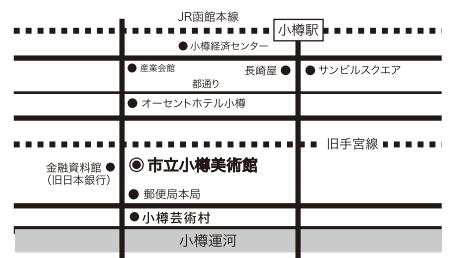 JR函館本線
小樽駅
小樽経済センター
産業会館
長崎屋
サンビルスクエア
都通り
オーセントホテル小樽
旧手宮線
金融資料館
(旧日本銀行)
市立小樽美術館
郵便局本局
小樽芸術村
小樽運河